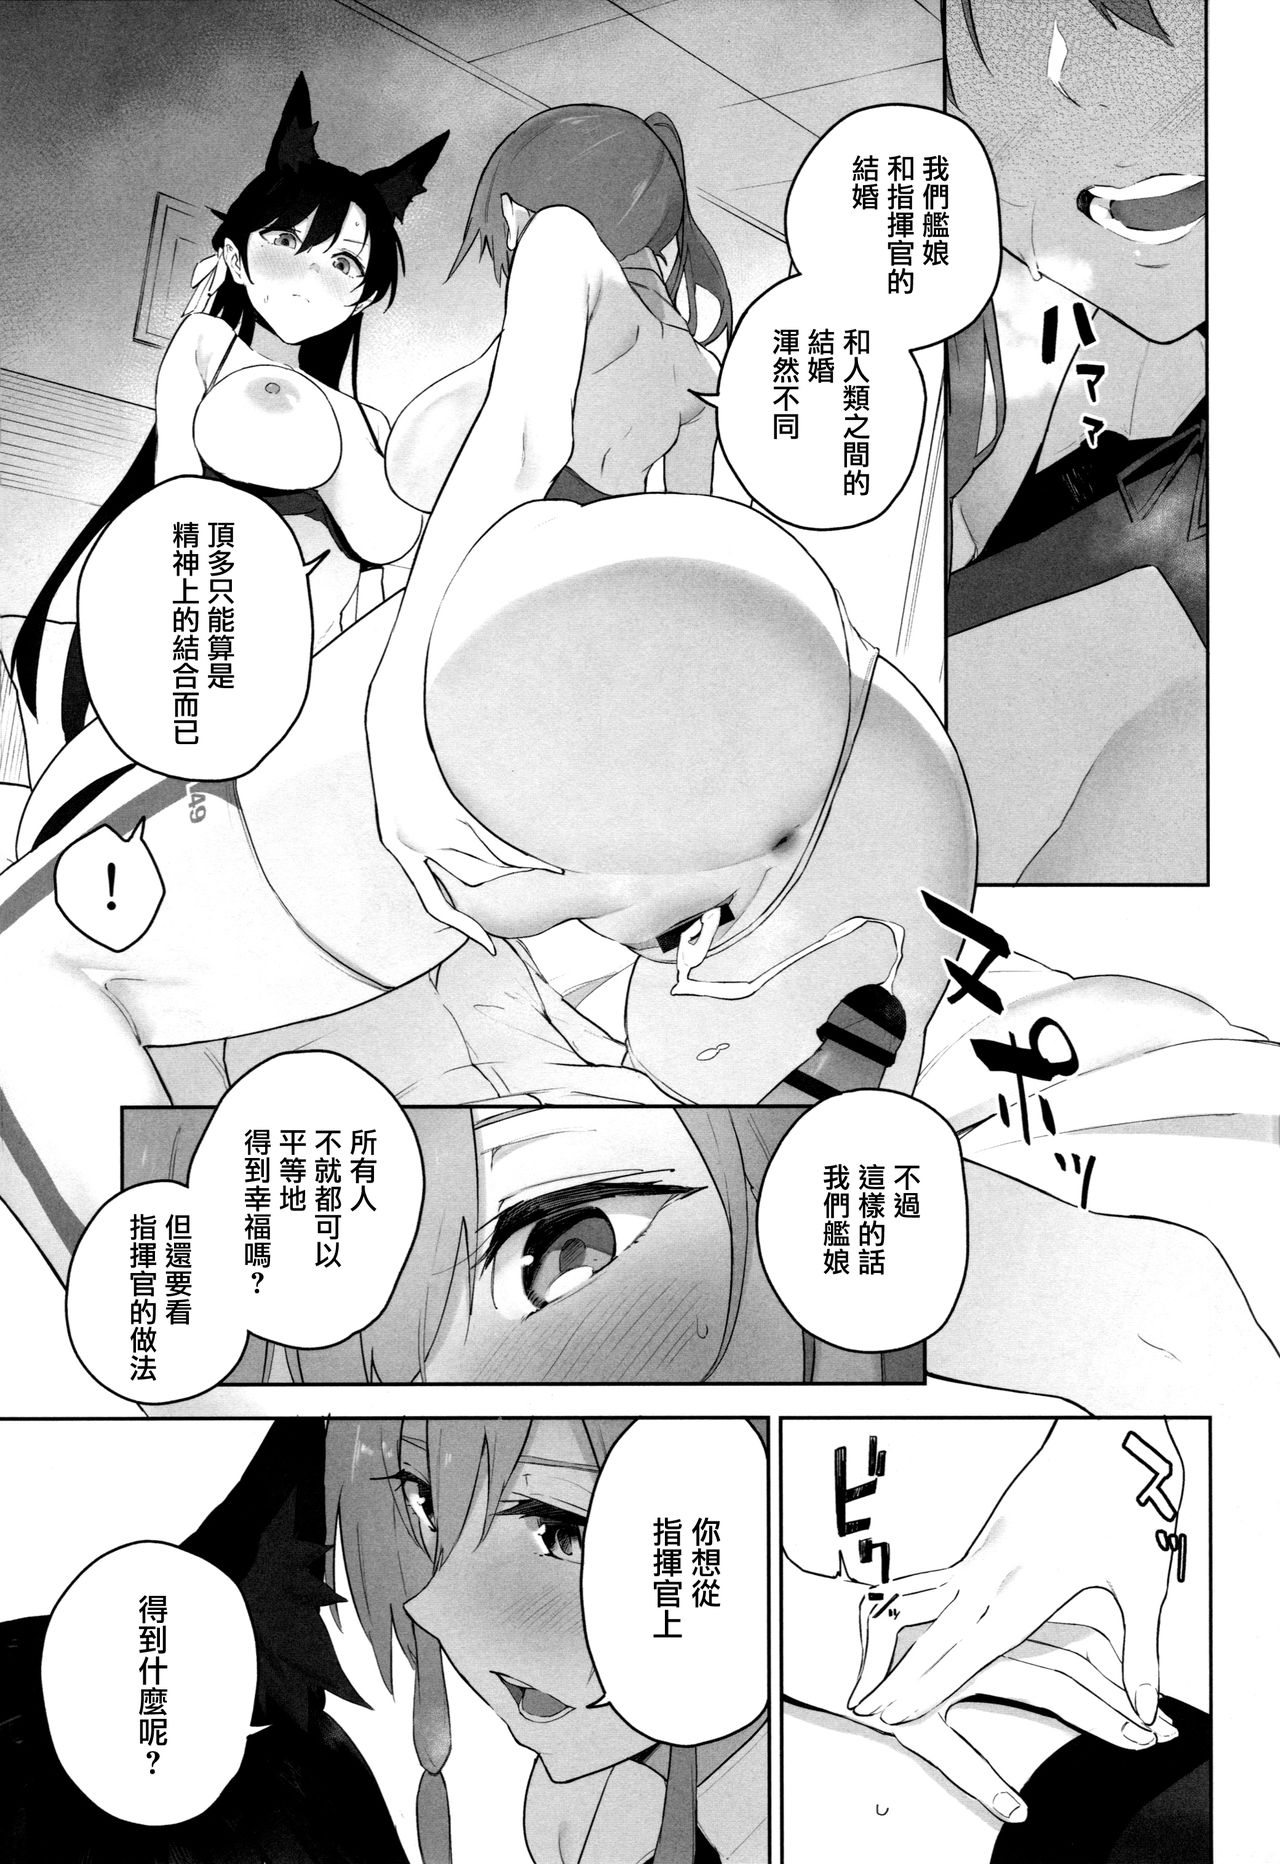 我們艦娘
和指揮官的
結婚
和人類之間的
結婚
渾然不同
ハァァァ
頂多只能算是
精神上的結合而已
A49
！
ヌ
ポ
不過
這樣的話
我們艦娘
所有人
不就都可以
平等地
得到幸福嗎？
但還要看
指揮官的做法
ス
ビクッ
你想從
指揮官上
得到什麼呢？